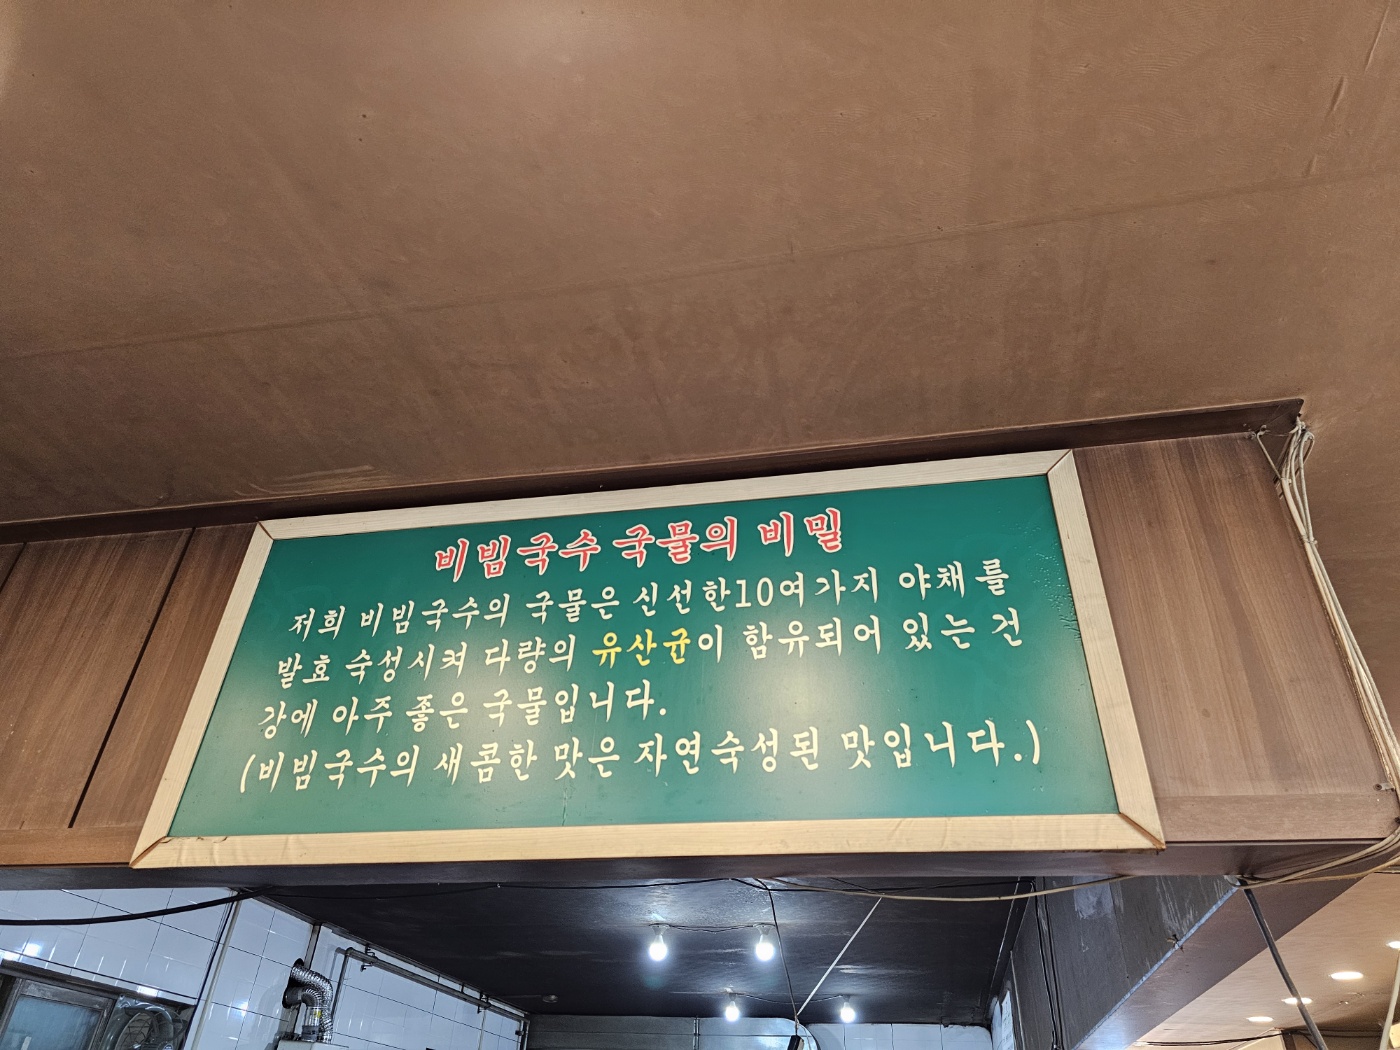 비빔국수 국물의 비밀
저희 비빔국수의 국물은 신선한10여가지 야채를
발효 숙성시켜 다량의 유산균이 함유되어 있는 건
강에 아주 좋은 국물입니다.
(비빔국수의 새콤한 맛은 자연숙성된 맛입니다.)